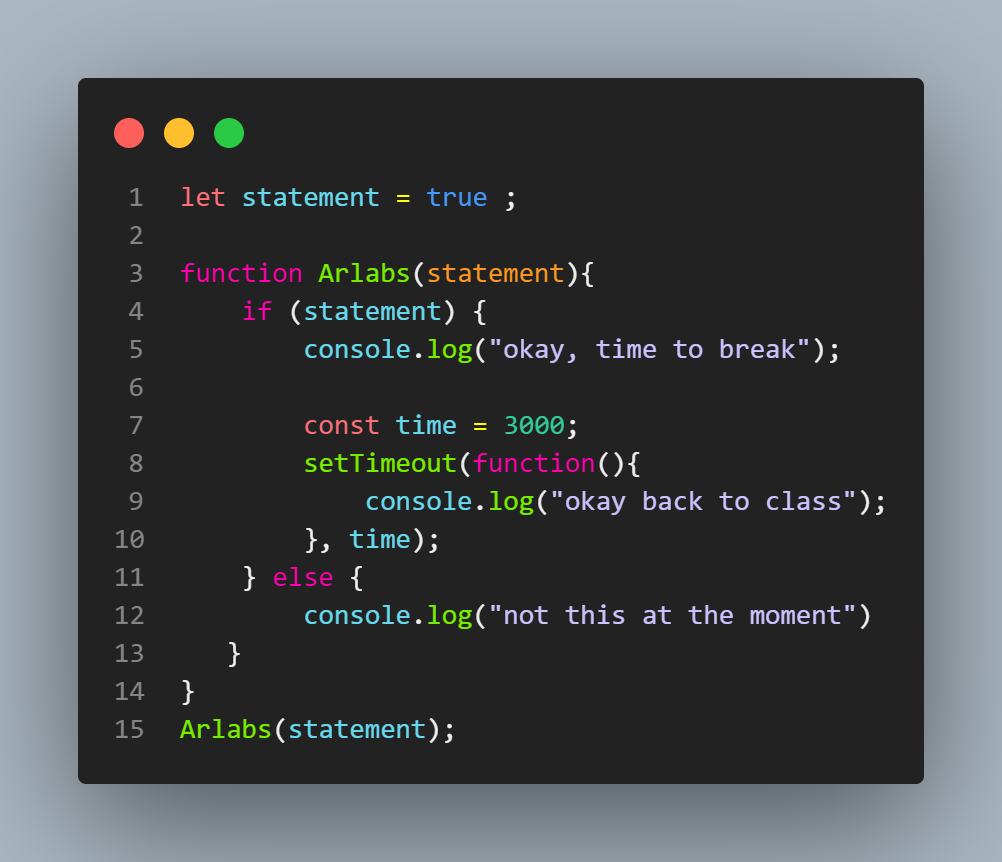 1 let statement = true ;
2
3 function Arlabs(statement){
4     if (statement) {
5         console.log("okay, time to break");
6
7         const time = 3000;
8         setTimeout(function(){
9             console.log("okay back to class");
10         }, time);
11     } else {
12         console.log("not this at the moment")
13    }
14 }
15 Arlabs(statement);